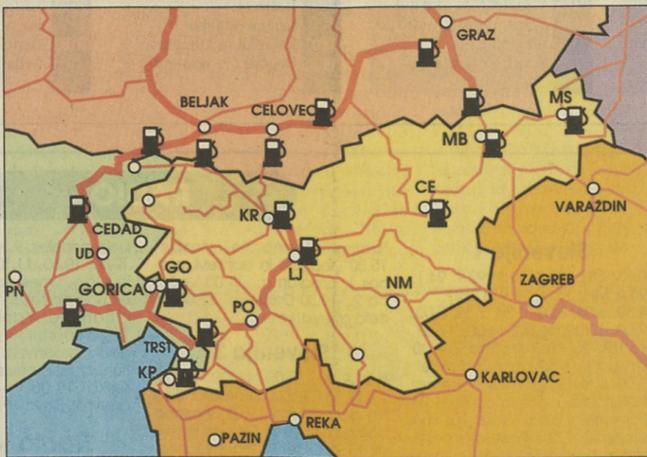 GRAZ
BELJAK
CELOVEC
MS
MB
CE
VARAŽDIN
KR
ČEDAD
UD
GO
LJ
GORICA
PN
NM
ZAGREB
PO
TRST
KP
KARLOVAC
REKA
PAZIN